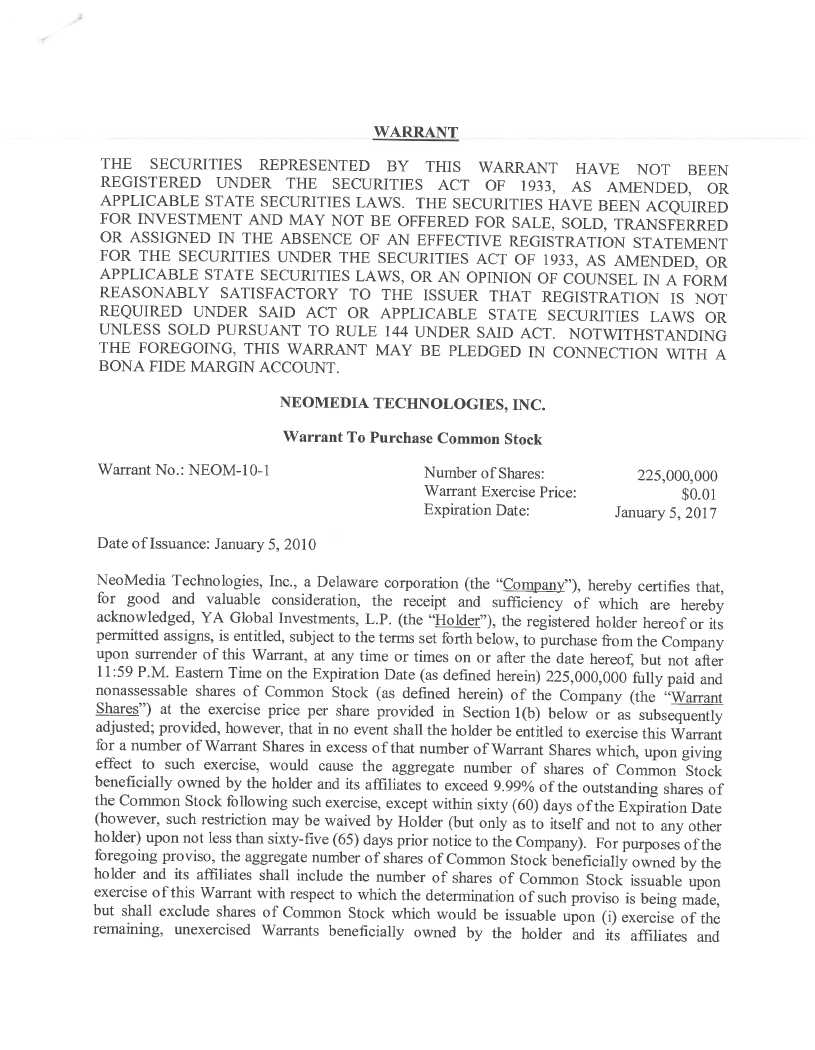 WARRANT
THE SECURITIES REPRESENTED BY THIS WARRANT HAVE NOT BEEN
REGISTERED UNDER THE SECURITIES ACT OF 1933, AS AMENDED, OR
APPLICABLE STATE SECURITIES LAWS. THE SECURITIES HAVE BEEN ACQUIRED
FOR INVESTMENT AND MAY NOT BE OFFERED FOR SALE, SOLD, TRANSFERRED
OR ASSIGNED IN THE ABSENCE OF AN EFFECTIVE REGISTRATION STATEMENT
FOR THE SECURITIES UNDER THE SECURITIES ACT OF 1933, AS AMENDED, OR
APPLICABLE STATE SECURITIES LAWS, OR AN OPINION OF COUNSEL IN A FORM
REASONABLY SATISFACTORY TO THE ISSUER THAT REGISTRATION IS NOT
REQUIRED UNDER SAID ACT OR APPLICABLE STATE SECURITIES LAWS OR
UNLESS SOLD PURSUANT TO RULE 144 UNDER SAID ACT. NOTWITHSTANDING
THE FOREGOING, THIS WARRANT MAY BE PLEDGED IN CONNECTION WITH A
BONA FIDE MARGIN ACCOUNT.
NEOMEDIA TECHNOLOGIES, INC.
Warrant To Purchase Common Stock
Warrant No.: NEOM-10-1 Number of Shares: 225,000,000
Warrant Exercise Price: $0.01
Expiration Date: January 5, 2017
Date of Issuance: January 5, 2010
NeoMedia Technologies, Inc., a Delaware corporation (the “Company”), hereby certifies that,
for good and valuable consideration, the receipt and sufficiency of which are hereby
acknowledged, YA Global Investments, L.P. (the “Holder”), the registered holder hereof or its
permitted assigns, is entitled, subject to the terms set forth below, to purchase from the Company
upon surrender of this Warrant, at any time or times on or after the date hereof, but not after
11:59 P.M. Eastern Time on the Expiration Date (as defined herein) 225,000,000 fully paid and
nonassessable shares of Common Stock (as defined herein) of the Company (the “Warrant
Shares”) at the exercise price per share provided in Section 1(b) below or as subsequently
adjusted; provided, however, that in no event shall the holder be entitled to exercise this Warrant
for a number of Warrant Shares in excess of that number of Warrant Shares which, upon giving
effect to such exercise, would cause the aggregate number of shares of Common Stock
beneficially owned by the holder and its affiliates to exceed 9.99% of the outstanding shares of
the Common Stock following such exercise, except within sixty (60) days of the Expiration Date
(however, such restriction may be waived by Holder (but only as to itself and not to any other
holder) upon not less than sixty-five (65) days prior notice to the Company). For purposes of the
foregoing proviso, the aggregate number of shares of Common Stock beneficially owned by the
holder and its affiliates shall include the number of shares of Common Stock issuable upon
exercise of this Warrant with respect to which the determination of such proviso is being made,
but shall exclude shares of Common Stock which would be issuable upon (i) exercise of the
remaining, unexercised Warrants beneficially owned by the holder and its affiliates and